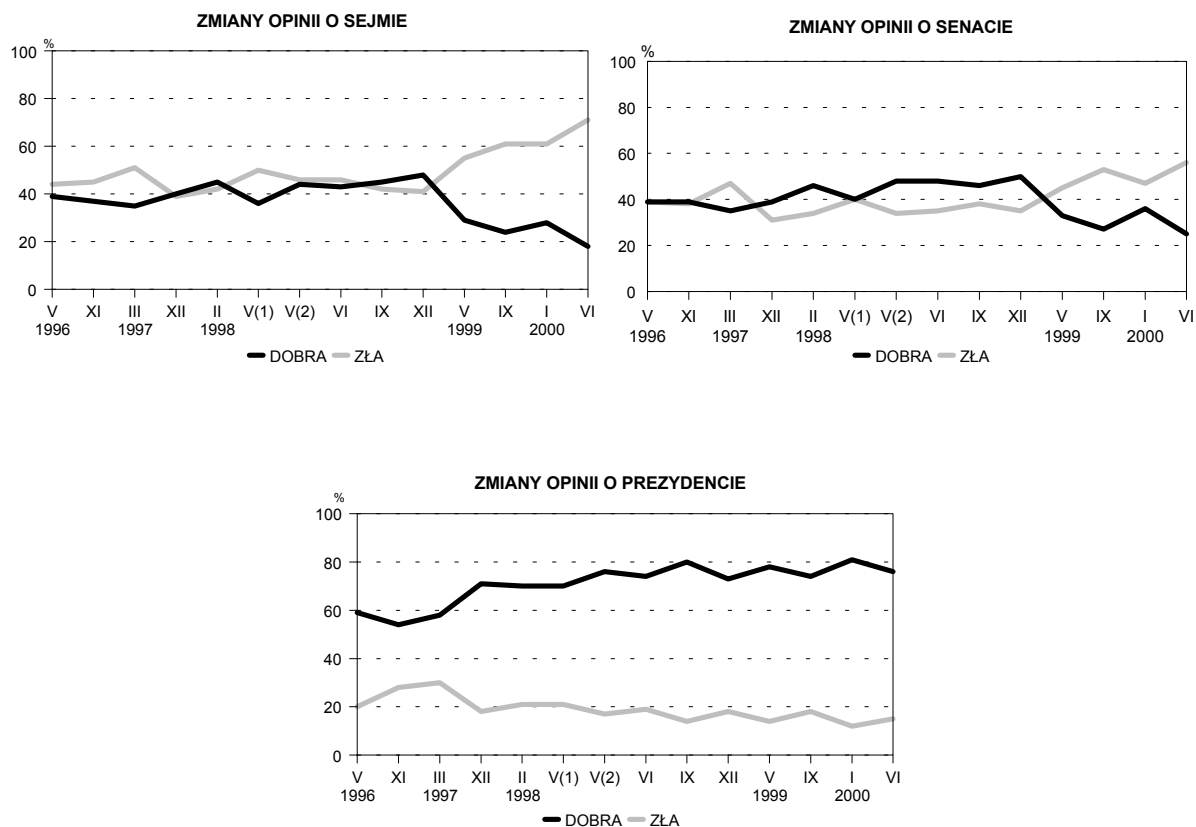 ZMIANY OPINII O SEJMIE
%
100
80
60
40
20
0
V XI III XII II V(1) V(2) VI IX XII V IX I VI
1996 1997 1998 1999 2000
DOBRA ZŁA
ZMIANY OPINII O SENACIE
%
100
80
60
40
20
0
V XI III XII II V(1) V(2) VI IX XII V IX I VI
1996 1997 1998 1999 2000
DOBRA ZŁA
ZMIANY OPINII O PREZYDENCIE
%
100
80
60
40
20
0
V XI III XII II V(1) V(2) VI IX XII V IX I VI
1996 1997 1998 1999 2000
DOBRA ZŁA